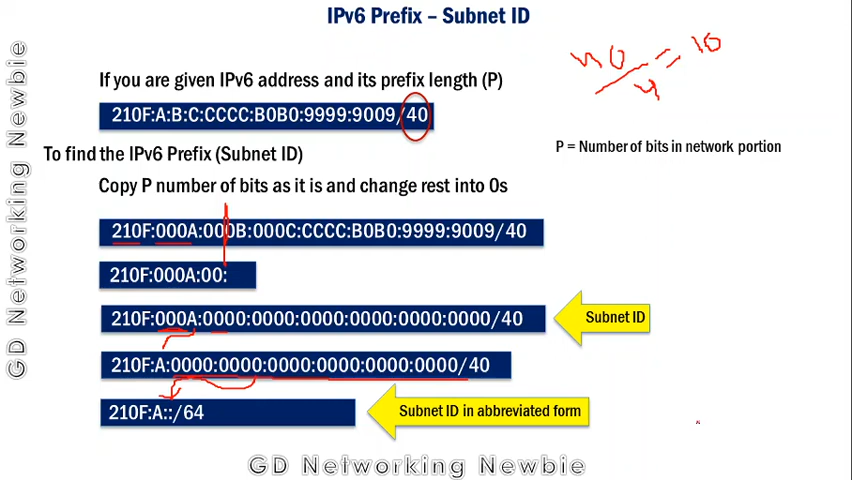 IPv6 Prefix – Subnet ID
40/4 = 10
If you are given IPv6 address and its prefix length (P)
210F:A:B:C:CCCC:B0B0:9999:9009/40
P = Number of bits in network portion
To find the IPv6 Prefix (Subnet ID)
Copy P number of bits as it is and change rest into 0s
210F:000A:000B:000C:CCCC:B0B0:9999:9009/40
210F:000A:00:
210F:000A:0000:0000:0000:0000:0000:0000/40
Subnet ID
210F:A:0000:0000:0000:0000:0000:0000/40
210F:A::/64
Subnet ID in abbreviated form
GD Networking Newbie
GD Networking Newbie